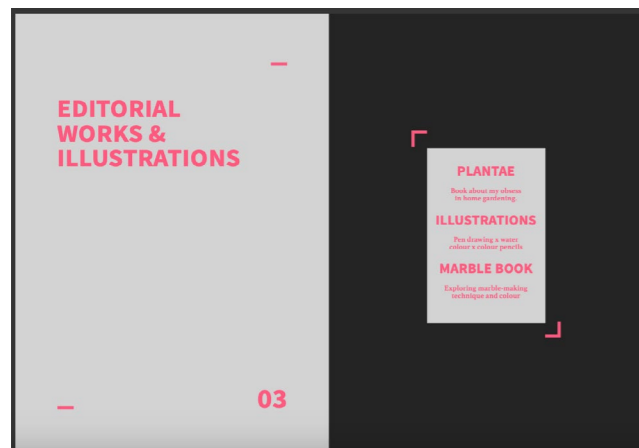 EDITORIAL
WORKS &
ILLUSTRATIONS
03
PLANTAE
Book about my obsess
in home gardening
ILLUSTRATIONS
Pen drawing x water
colour x colour pencils
MARBLE BOOK
Exploring marble-making
technique and colour